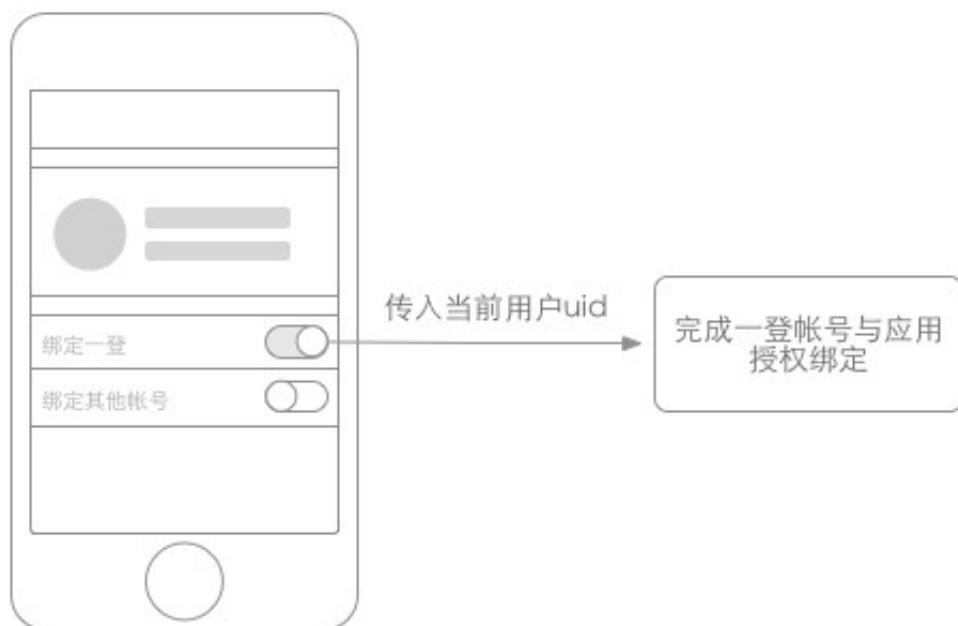 传入当前用户uid
完成一登帐号与应用
授权绑定
绑定一登
绑定其他帐号